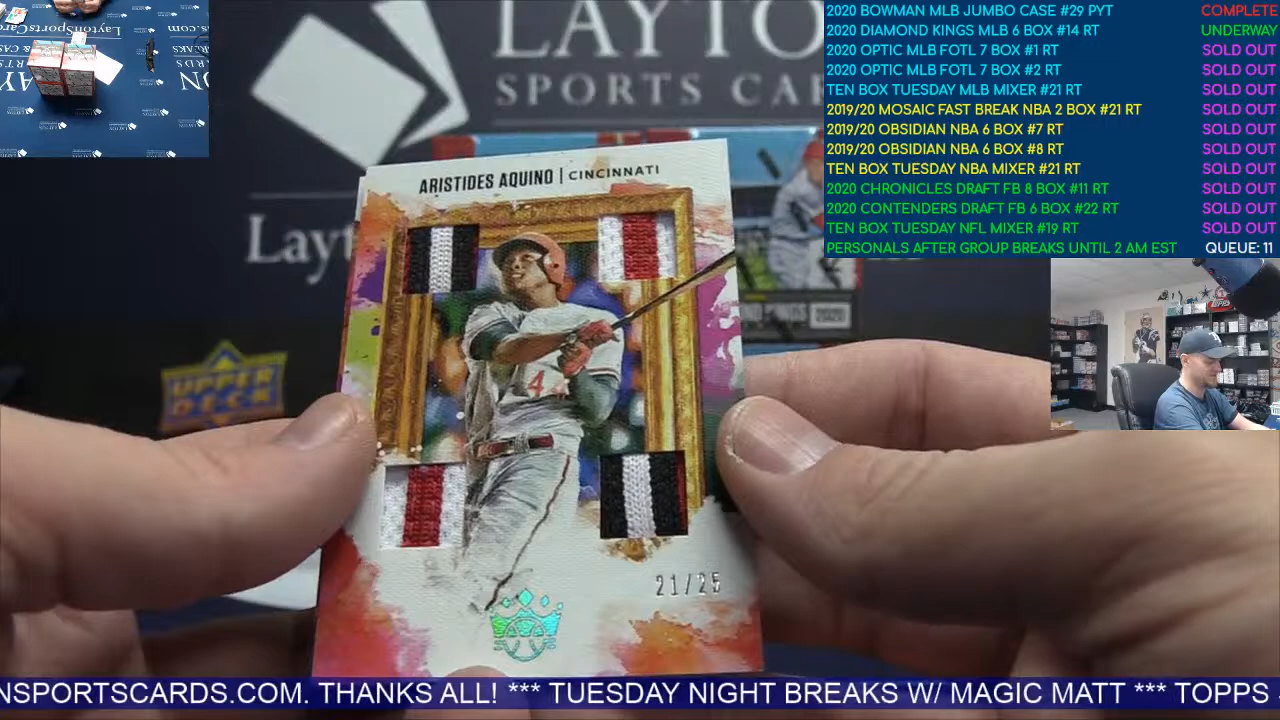 LAYTO
SPORTS CAR
Layt
2020 BOWMAN MLB JUMBO CASE #29 PYT COMPLETE
2020 DIAMOND KINGS MLB 6 BOX #14 RT UNDERWAY
2020 OPTIC MLB FOTL 7 BOX #1 RT SOLD OUT
2020 OPTIC MLB FOTL 7 BOX #2 RT SOLD OUT
TEN BOX TUESDAY MLB MIXER #21 RT SOLD OUT
2019/20 MOSAIC FAST BREAK NBA 2 BOX #21 RT SOLD OUT
2019/20 OBSIDIAN NBA 6 BOX #7 RT SOLD OUT
2019/20 OBSIDIAN NBA 6 BOX #8 RT SOLD OUT
TEN BOX TUESDAY NBA MIXER #21 RT SOLD OUT
2020 CHRONICLES DRAFT FB 8 BOX #11 RT SOLD OUT
2020 CONTENDERS DRAFT FB 6 BOX #22 RT SOLD OUT
TEN BOX TUESDAY NFL MIXER #19 RT SOLD OUT
PERSONALS AFTER GROUP BREAKS UNTIL 2 AM EST QUEUE: 11
ARISTIDES AQUINO | CINCINNATI
4
UPPER
DECK
21/25
NSPORTSCARDS.COM. THANKS ALL! *** TUESDAY NIGHT BREAKS W/ MAGIC MATT *** TOPPS